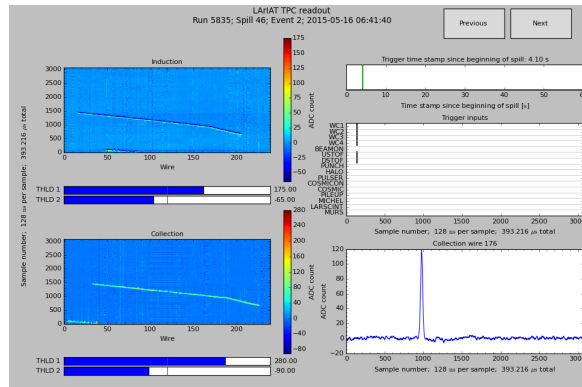 LArIAT TPC readout
Run 5835; Spill 46; Event 2; 2015-05-16 06:41:40
Previous
Next
Induction
3000
2500
2000
1500
1000
500
0
0 50 100 150 200
Wire
175
150
125
100
75
50
25
0
−25
−50
ADC count
THLD 1
175.00
THLD 2
-65.00
Sample number; 128 ns per sample; 393.216 μs total
Collection
3000
2500
2000
1500
1000
500
0
0 50 100 150 200
Wire
280
240
200
160
120
80
40
0
−40
−80
ADC count
THLD 1
280.00
THLD 2
-90.00
Trigger time stamp since beginning of spill: 4.10 s
0 10 20 30 40 50 60
Time stamp since beginning of spill [s]
Trigger inputs
WC1
WC2
WC3
WC4
BEAMON
USTOF
DSTOF
PUNCH
HALO
PULSER
COSMICON
COSMIC
PILEUP
MICHEL
LARSCINT
MURS
0 500 1000 1500 2000 2500 3000
Sample number; 128 ns per sample; 393.216 μs total
Collection wire 176
120
100
80
60
40
20
0
−20
ADC count
0 500 1000 1500 2000 2500 3000
Sample number; 128 ns per sample; 393.216 μs total